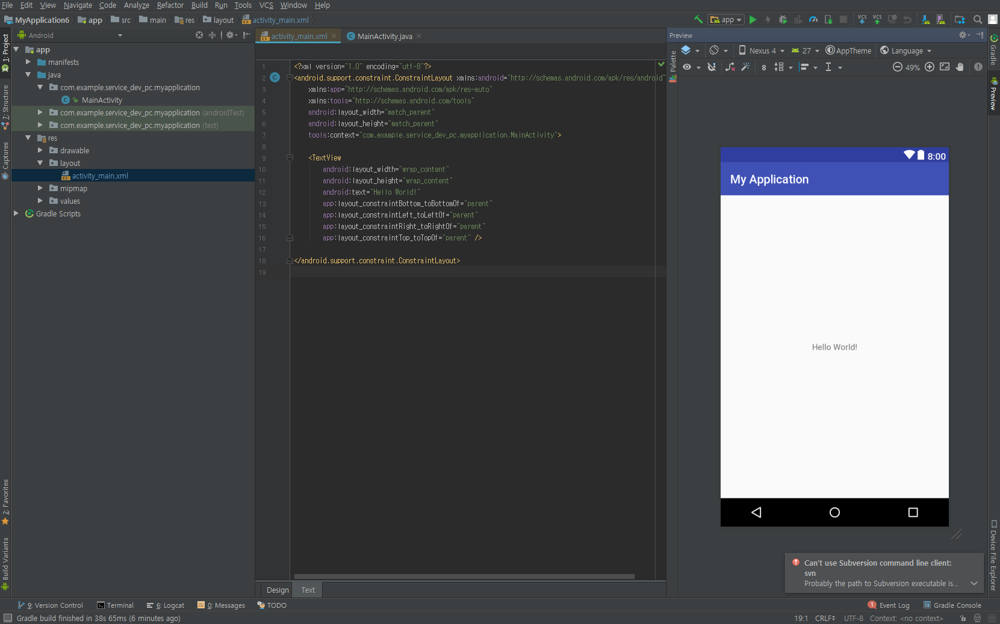 File Edit View Navigate Code Analyze Refactor Build Run Tools VCS Window Help
MyApplication6 app src main res layout activity_main.xml
app
VCS VCS
1: Project
7: Structure
Captures
2: Favorites
Build Variants
Android
app
manifests
java
com.example.service_dev_pc.myapplication
MainActivity
com.example.service_dev_pc.myapplication (androidTest)
com.example.service_dev_pc.myapplication (test)
res
drawable
layout
activity_main.xml
mipmap
values
Gradle Scripts
activity_main.xml MainActivity.java
1 <?xml version="1.0" encoding="utf-8"?>
2 <android.support.constraint.ConstraintLayout xmlns:android="http://schemas.android.com/apk/res/android"
3 xmlns:app="http://schemas.android.com/apk/res-auto"
4 xmlns:tools="http://schemas.android.com/tools"
5 android:layout_width="match_parent"
6 android:layout_height="match_parent"
7 tools:context="com.example.service_dev_pc.myapplication.MainActivity">
8
9 <TextView
10 android:layout_width="wrap_content"
11 android:layout_height="wrap_content"
12 android:text="Hello World!"
13 app:layout_constraintBottom_toBottomOf="parent"
14 app:layout_constraintLeft_toLeftOf="parent"
15 app:layout_constraintRight_toRightOf="parent"
16 app:layout_constraintTop_toTopOf="parent" />
17
18 </android.support.constraint.ConstraintLayout>
19
Design Text
Preview
Palette
Nexus 4 27 AppTheme Language
8 49%
8:00
My Application
Hello World!
Gradle
Preview
Device File Explorer
Can't use Subversion command line client:
svn
Probably the path to Subversion executable is...
9: Version Control Terminal 6: Logcat 0: Messages TODO
1 Event Log Gradle Console
Gradle build finished in 38s 65ms (6 minutes ago)
19:1 CRLF UTF-8 Context: <no context>